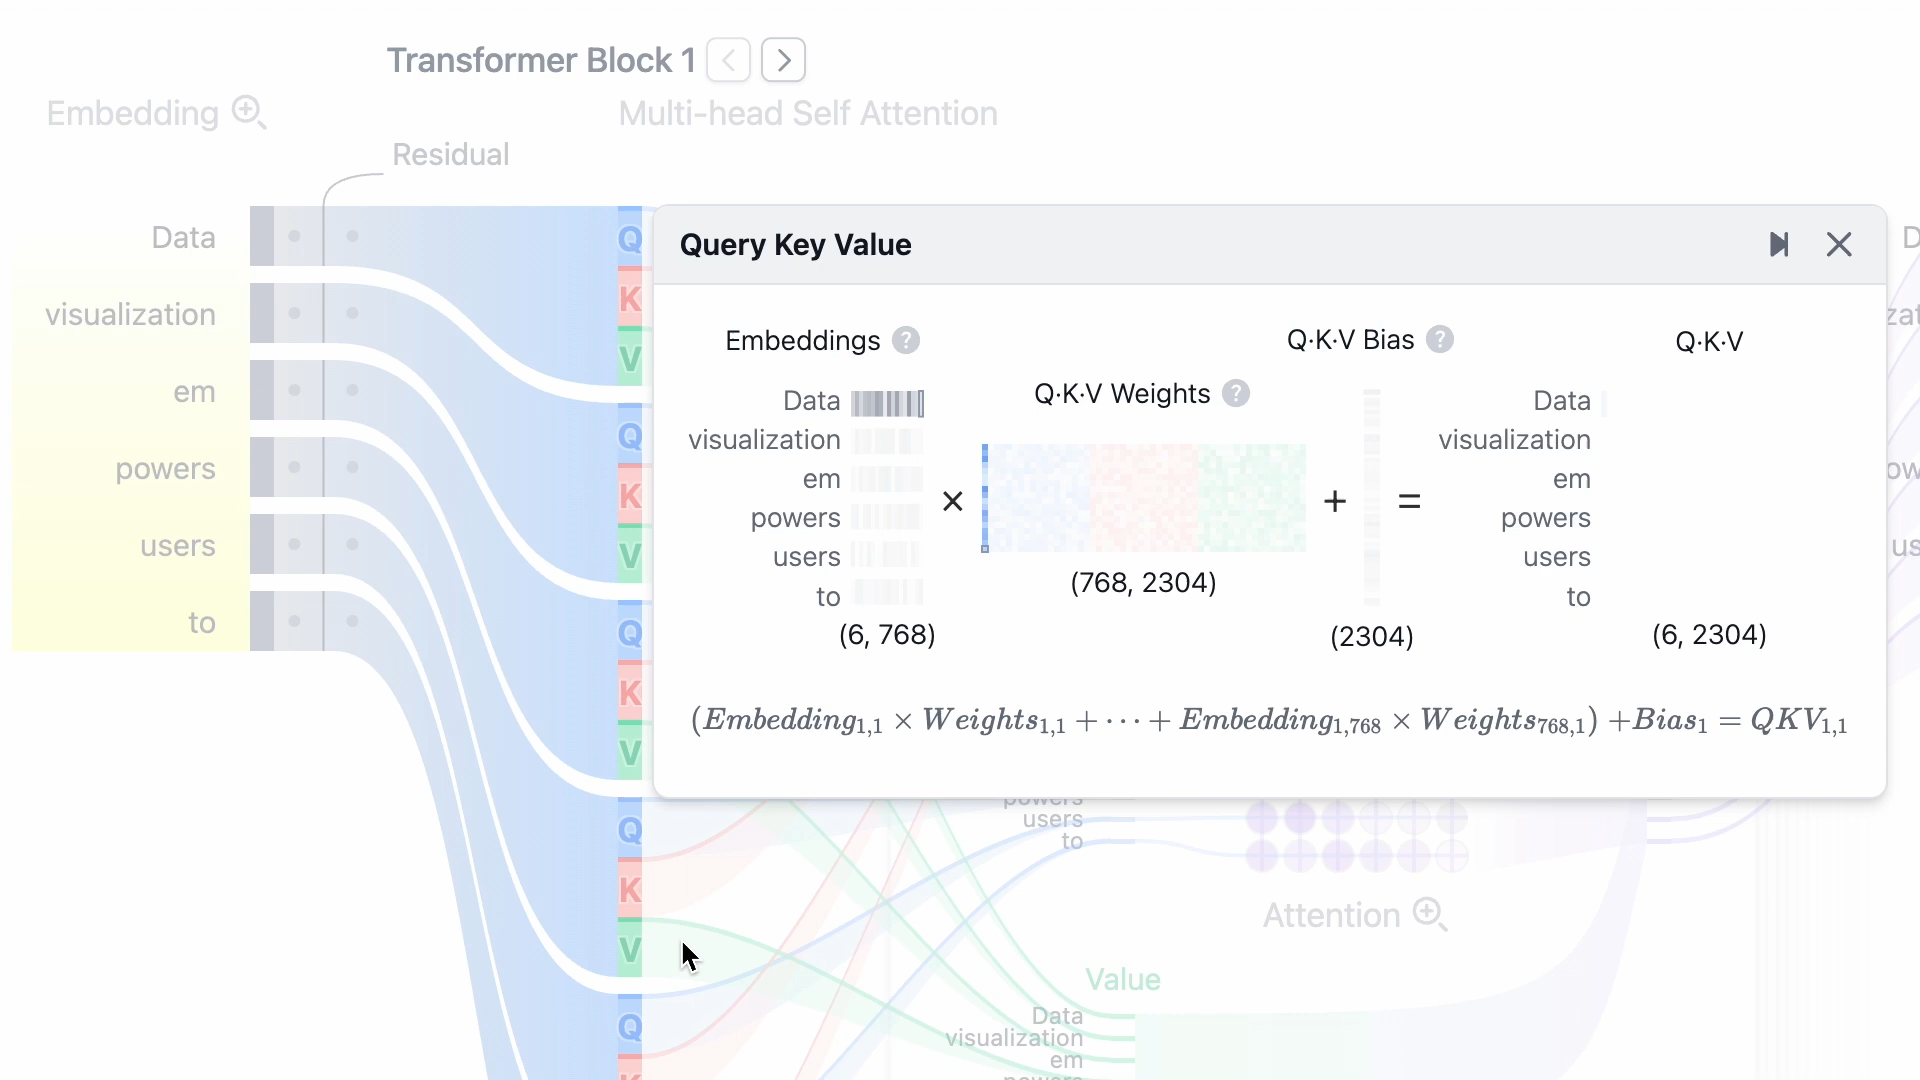 Transformer Block 1
Embedding
Multi-head Self Attention
Residual
Data
visualization
em
powers
users
to
Q
K
V
Q
K
V
Q
K
V
Q
K
V
Q
K
Query Key Value
Embeddings ?
Data
visualization
em
powers
users
to
(6, 768)
×
Q·K·V Weights ?
(768, 2304)
+
Q·K·V Bias ?
(2304)
=
Q·K·V
Data
visualization
em
powers
users
to
(6, 2304)
(Embedding1,1 × Weights1,1 + ··· + Embedding1,768 × Weights768,1) +Bias1 = QKV1,1
powers
users
to
Attention
Value
Data
visualization
em
powers